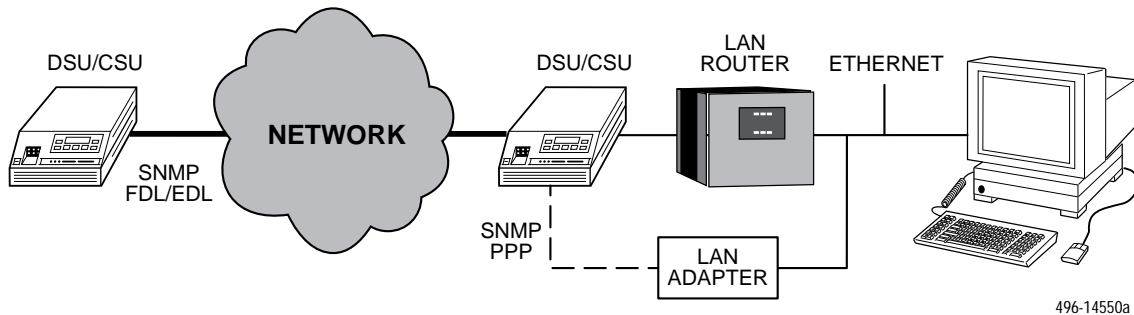 DSU/CSU
SNMP
FDL/EDL
NETWORK
DSU/CSU
SNMP
PPP
LAN
ROUTER
ETHERNET
LAN
ADAPTER
496-14550a